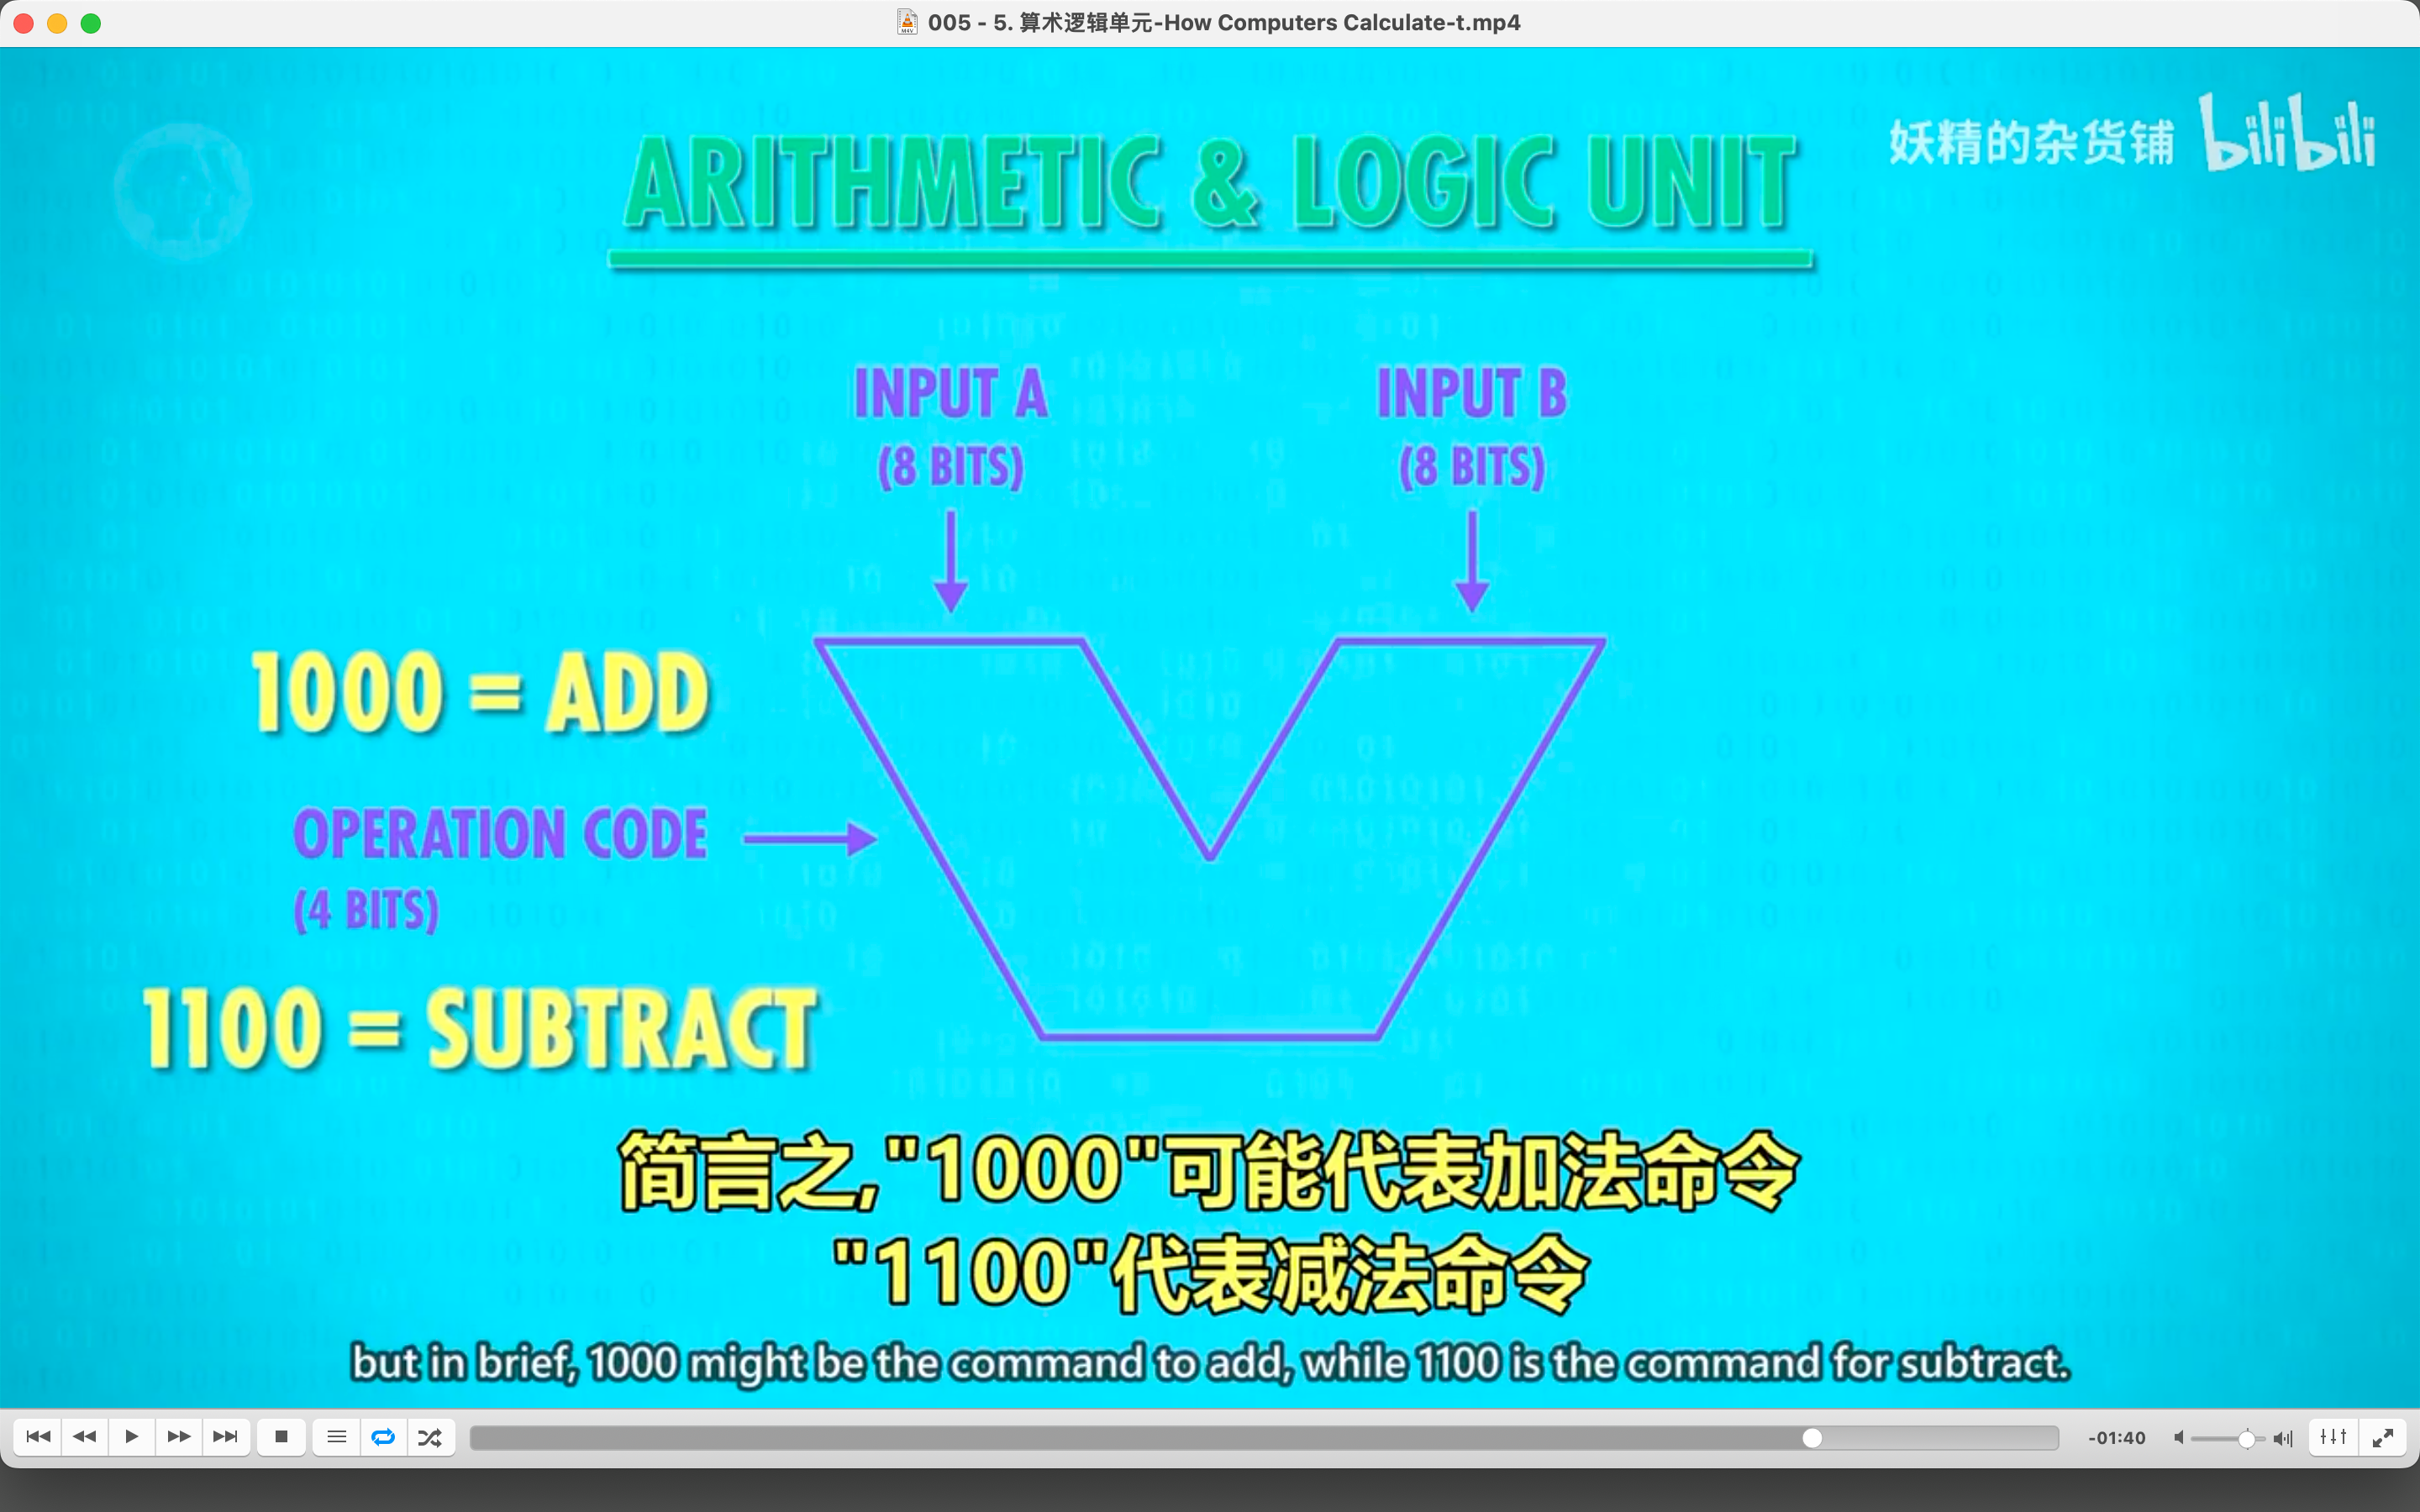 005 - 5. 算术逻辑单元-How Computers Calculate-t.mp4
妖精的杂货铺 bilibili
ARITHMETIC & LOGIC UNIT
INPUT A
(8 BITS)
INPUT B
(8 BITS)
1000 = ADD
OPERATION CODE
(4 BITS)
1100 = SUBTRACT
简言之,"1000"可能代表加法命令
"1100"代表减法命令
but in brief, 1000 might be the command to add, while 1100 is the command for subtract.
-01:40